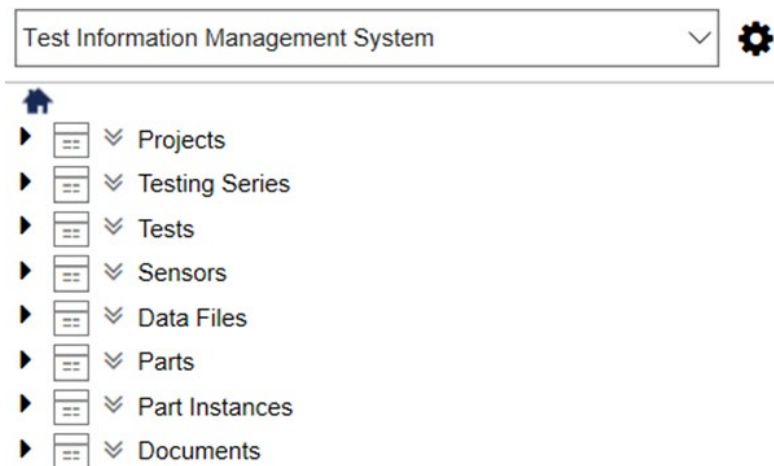 Test Information Management System
Projects
Testing Series
Tests
Sensors
Data Files
Parts
Part Instances
Documents